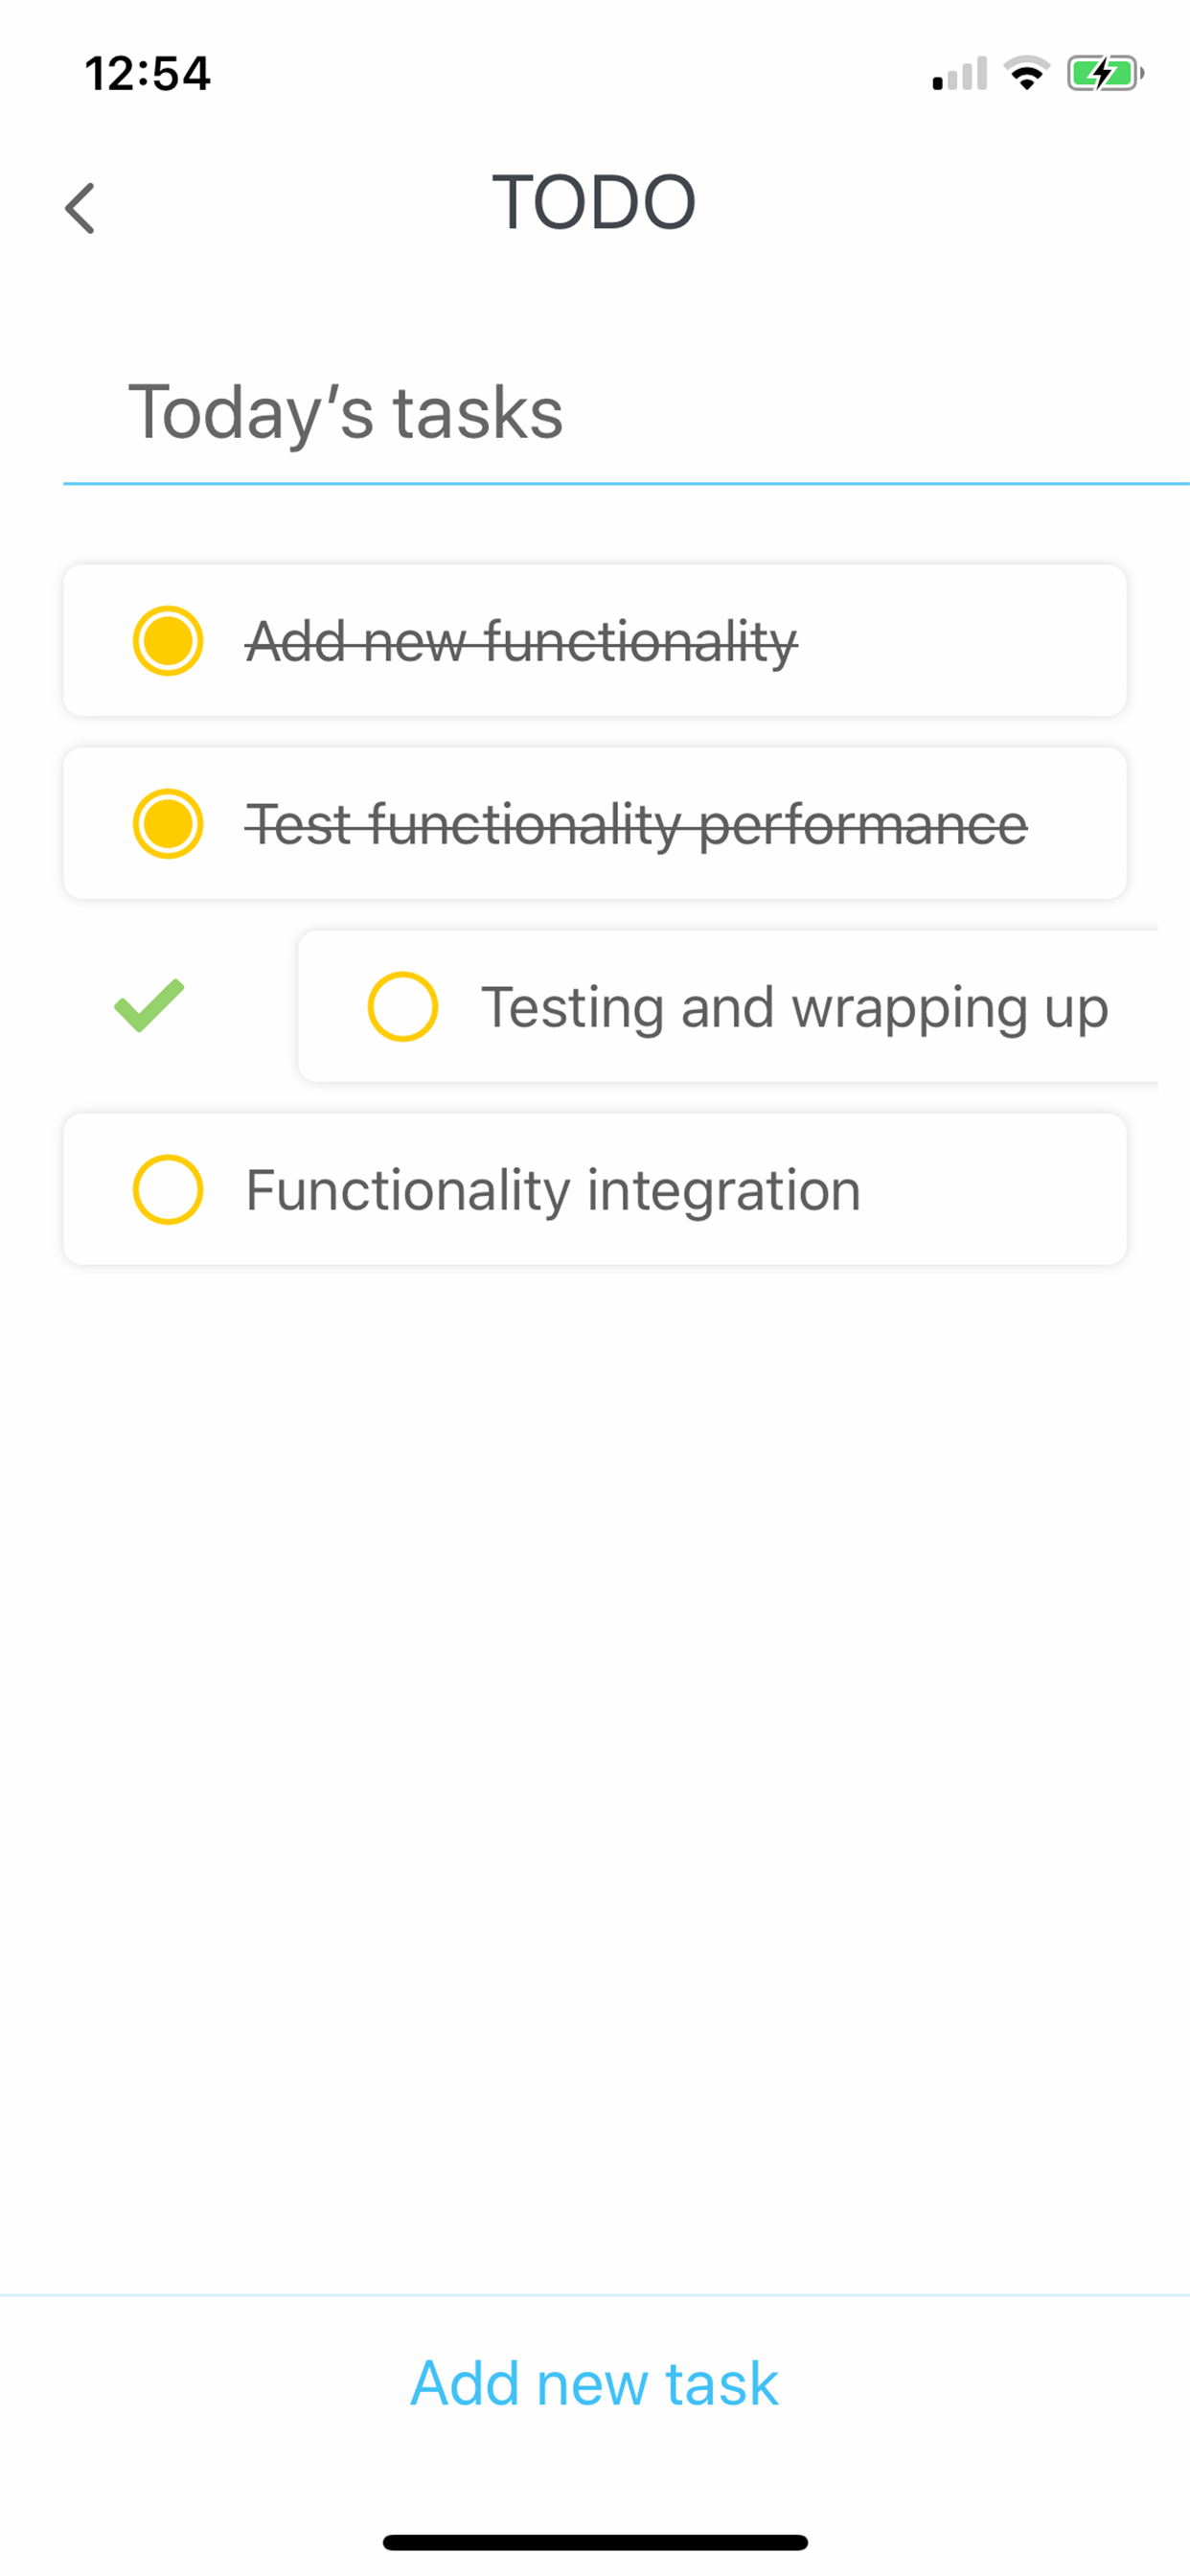 12:54
TODO
Today’s tasks
Add new functionality
Test functionality performance
Testing and wrapping up
Functionality integration
Add new task